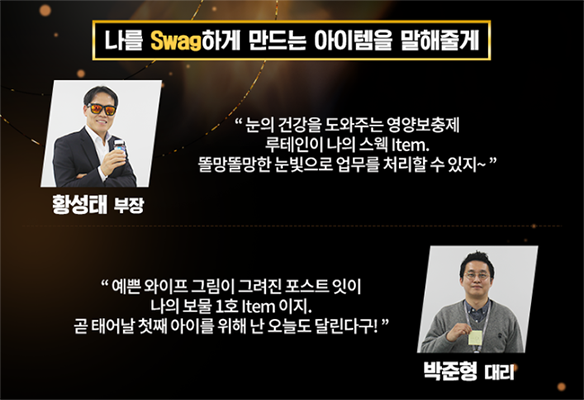 나를 Swag하게 만드는 아이템을 말해줄게
“ 눈의 건강을 도와주는 영양보충제
루테인이 나의 스웩 Item.
똘망똘망한 눈빛으로 업무를 처리할 수 있지~ ”
황성태 부장
“ 예쁜 와이프 그림이 그려진 포스트 잇이
나의 보물 1호 Item 이지.
곧 태어날 첫째 아이를 위해 난 오늘도 달린다구! ”
박준형 대리